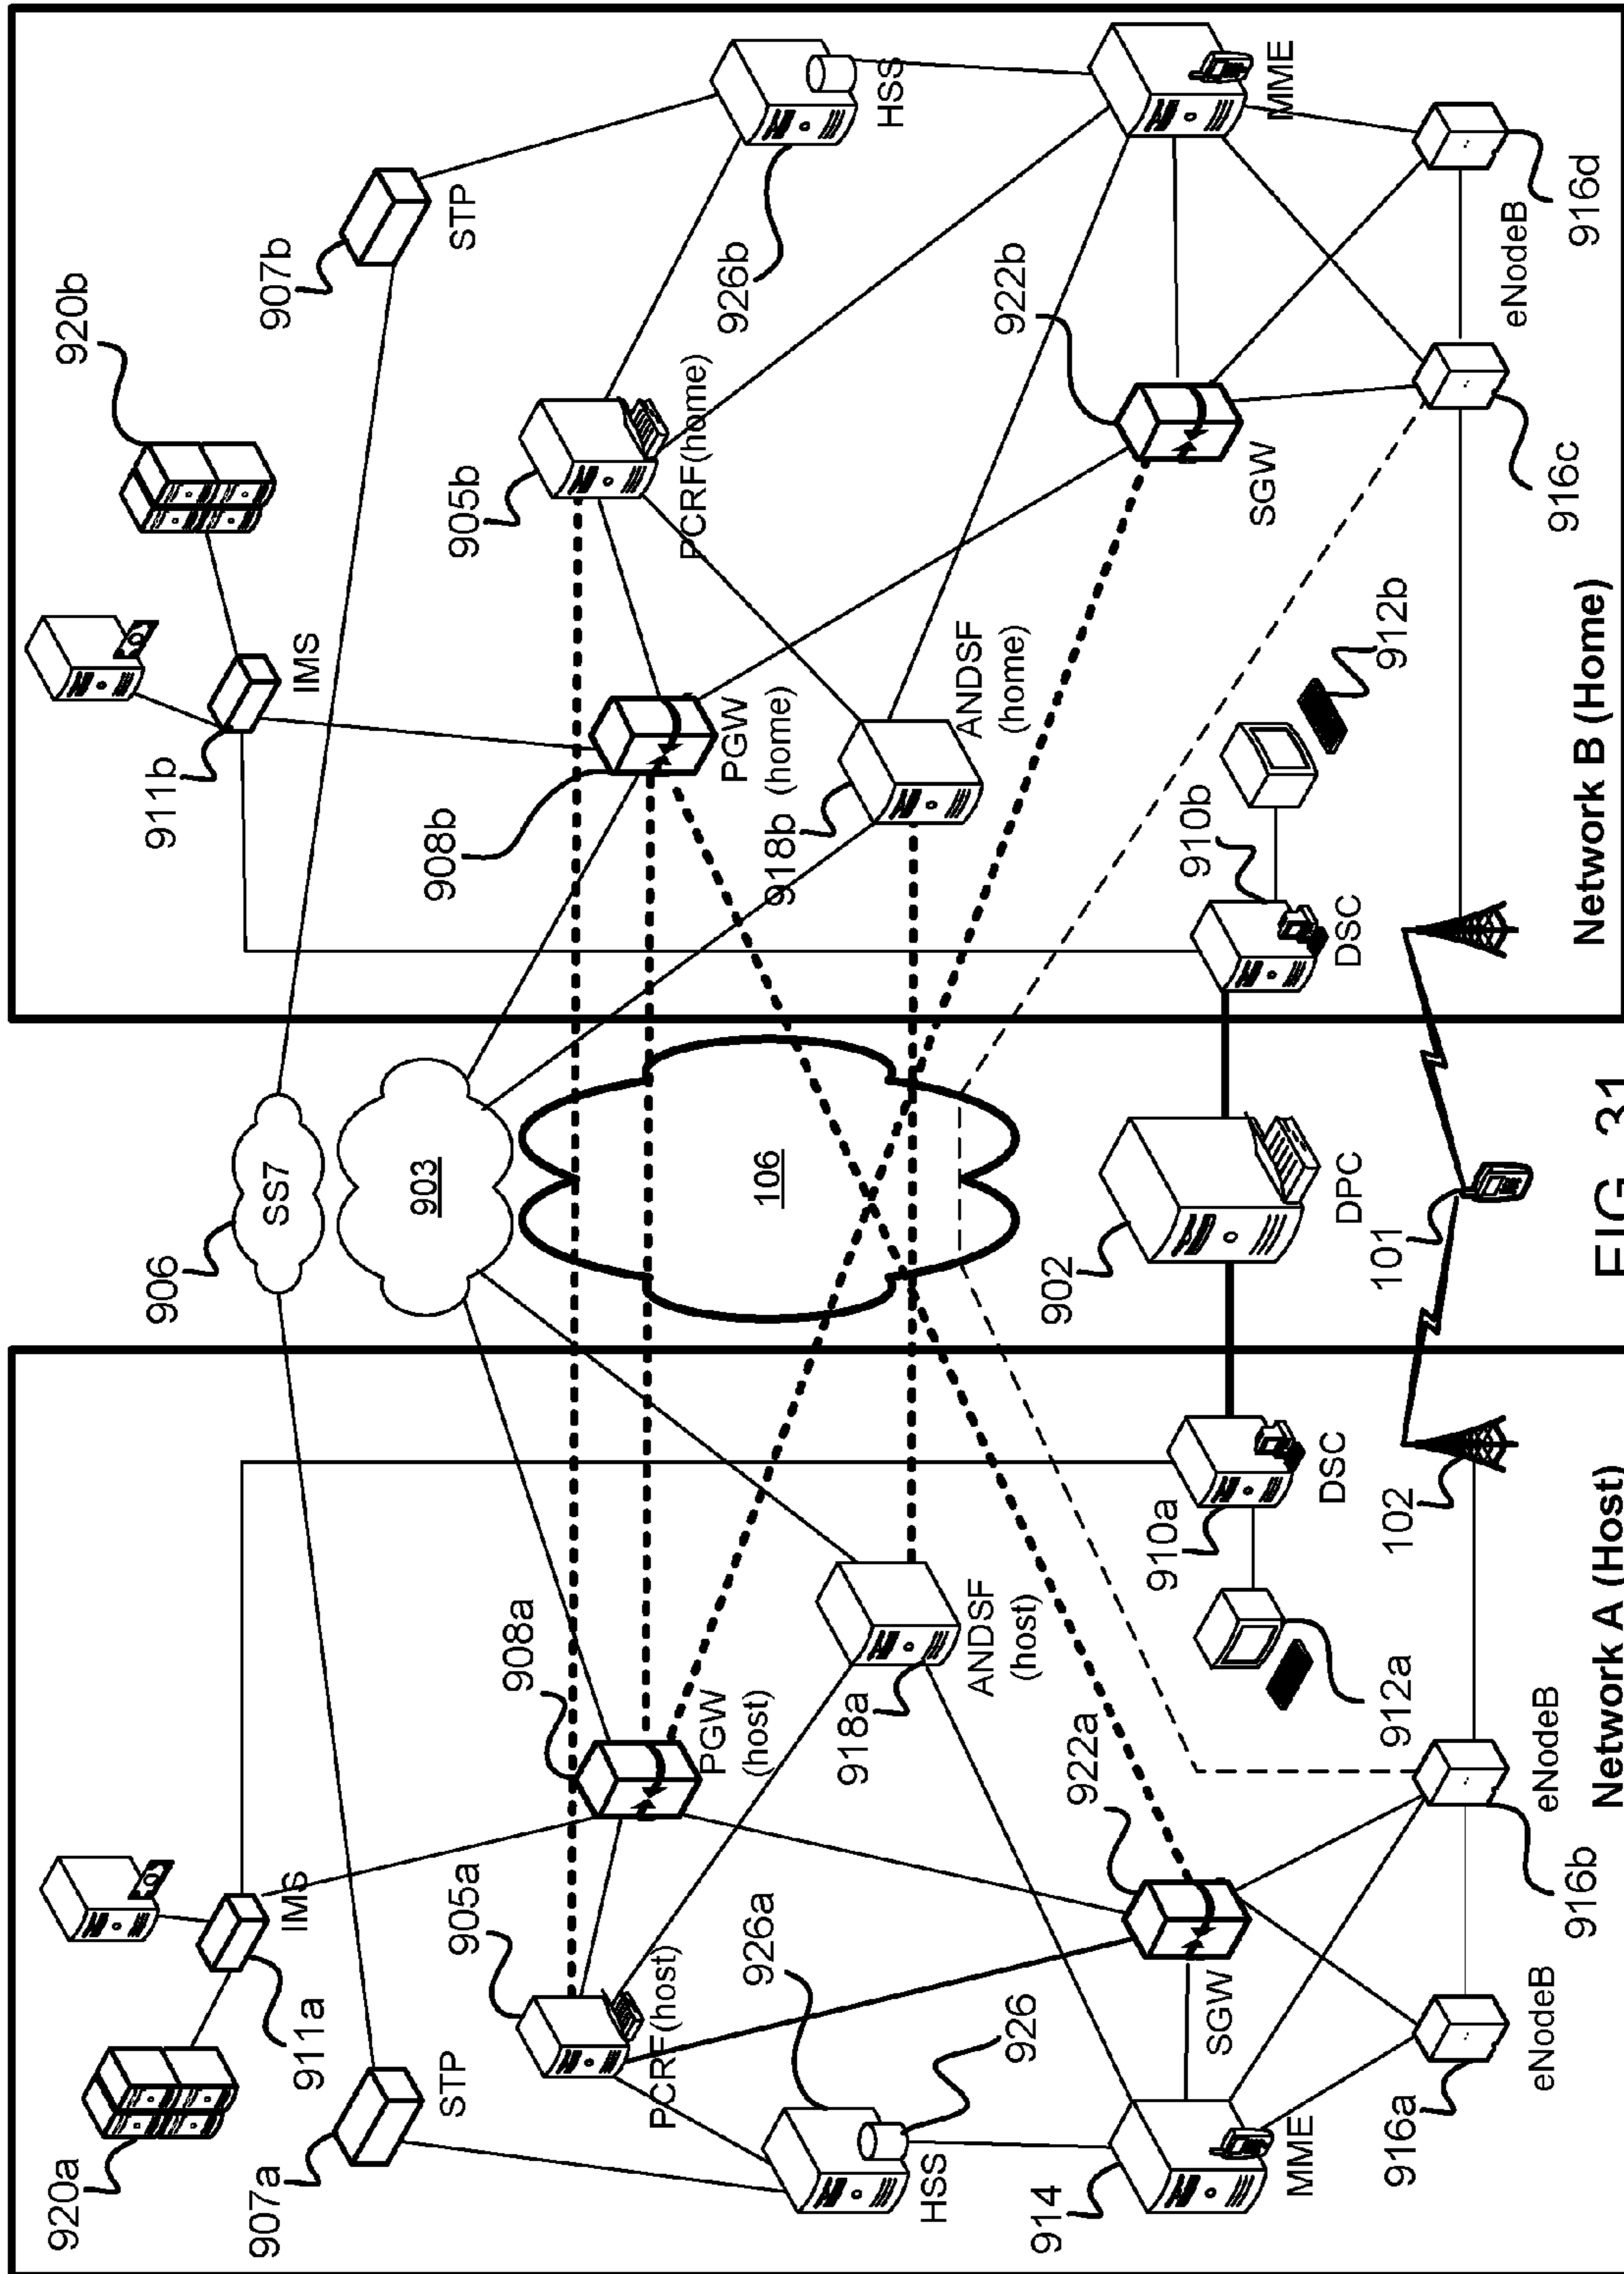 920a
907a
STP
911a
IMS
905a
PCRF(host)
926a
926
HSS
914
MME
908a
PGW
(host)
918a
ANDSF
(host)
922a
SGW
916a
eNodeB
916b
eNodeB
912a
910a
DSC
102
Network A (Host)
906
SS7
903
106
902
DPC
101
FIG. 31
920b
911b
IMS
907b
STP
905b
PCRF(home)
926b
HSS
908b
PGW
(home)
918b
ANDSF
(home)
922b
SGW
MME
910b
DSC
912b
916c
eNodeB
916d
Network B (Home)